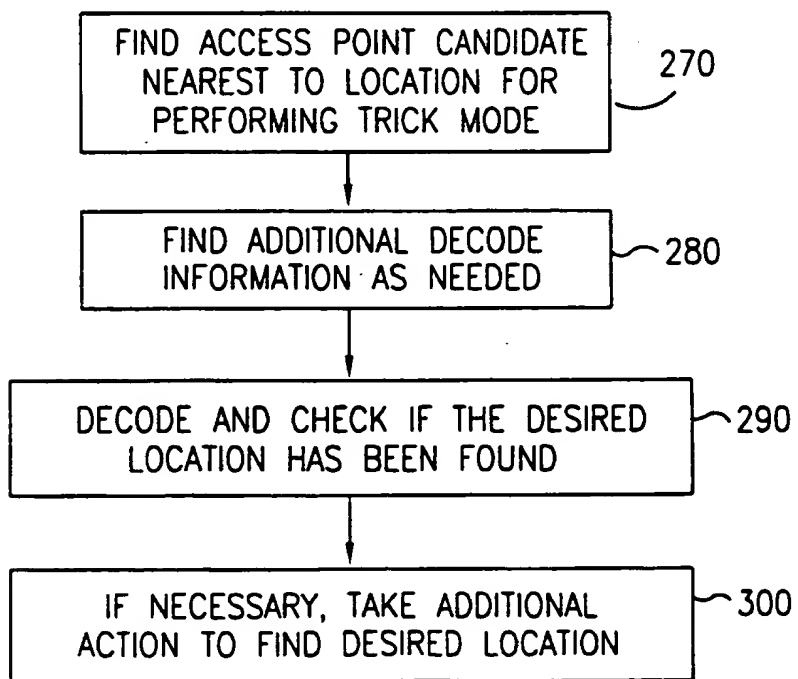 FIND ACCESS POINT CANDIDATE
NEAREST TO LOCATION FOR
PERFORMING TRICK MODE
270
FIND ADDITIONAL DECODE
INFORMATION AS NEEDED
280
DECODE AND CHECK IF THE DESIRED
LOCATION HAS BEEN FOUND
290
IF NECESSARY, TAKE ADDITIONAL
ACTION TO FIND DESIRED LOCATION
300